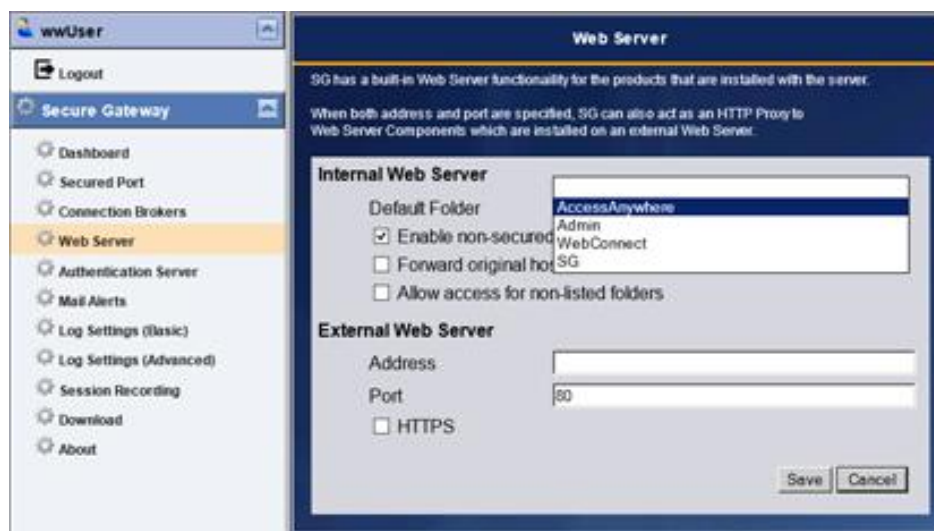 wwUser
Logout
Secure Gateway
Dashboard
Secured Port
Connection Brokers
Web Server
Authentication Server
Mail Alerts
Log Settings (Basic)
Log Settings (Advanced)
Session Recording
Download
About
Web Server
SG has a built-in Web Server functionality for the products that are installed with the server.
When both address and port are specified, SG can also act as an HTTP Proxy to
Web Server Components which are installed on an external Web Server.
Internal Web Server
Default Folder
AccessAnywhere
Admin
Enable non-secured
WebConnect
Forward original hos
SG
Allow access for non-listed folders
External Web Server
Address
Port 80
HTTPS
Save Cancel